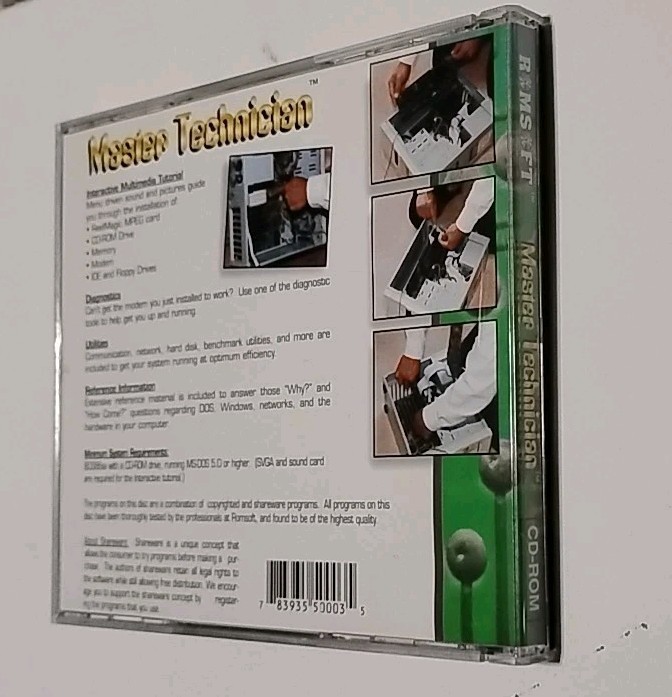 Master Technician ™
Interactive Multimedia Tutorial
Menu driven sound and pictures guide
you through the installation of:
• ReelMagic MPEG card
• CD-ROM Drive
• Memory
• Modem
• IDE and Floppy Drives
Diagnostics
Can't get the modem you just installed to work? Use one of the diagnostic
tools to help get you up and running.
Utilities
Communication, network, hard disk, benchmark utilities, and more are
included to get your system running at optimum efficiency.
Reference Information
Extensive reference material is included to answer those "Why?" and
"How Come?" questions regarding DOS, Windows, networks, and the
hardware in your computer.
Minimum System Requirements:
with a CD-ROM drive, running MS-DOS 5.0 or higher. (SVGA and sound card
are required for the interactive tutorial.)
The programs on this disc are a combination of copyrighted and shareware programs. All programs on this
disc have been thoroughly tested by the professionals at Romsoft, and found to be of the highest quality.
About Shareware: Shareware is a unique concept that
allows the consumer to try programs before making a pur-
chase. The authors of shareware retain all legal rights to
the software while still allowing free distribution. We encour-
age you to support the shareware concept by register-
ing the programs that you use.
7 83935 50003 5
ROMSOFT™ Master Technician™ CD-ROM